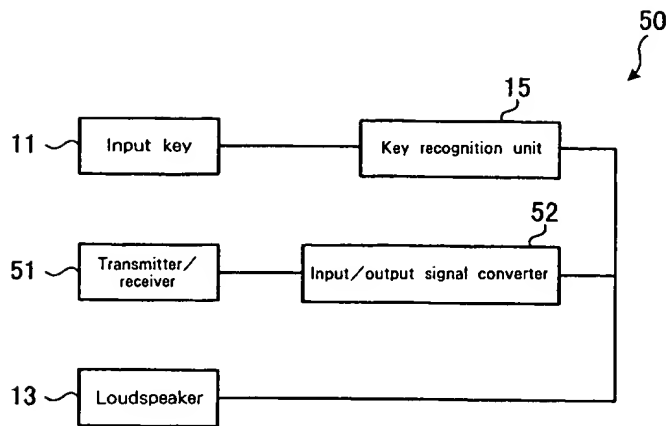 50
15
11 Input key Key recognition unit
52
51 Transmitter/
receiver
Input/output signal converter
13 Loudspeaker